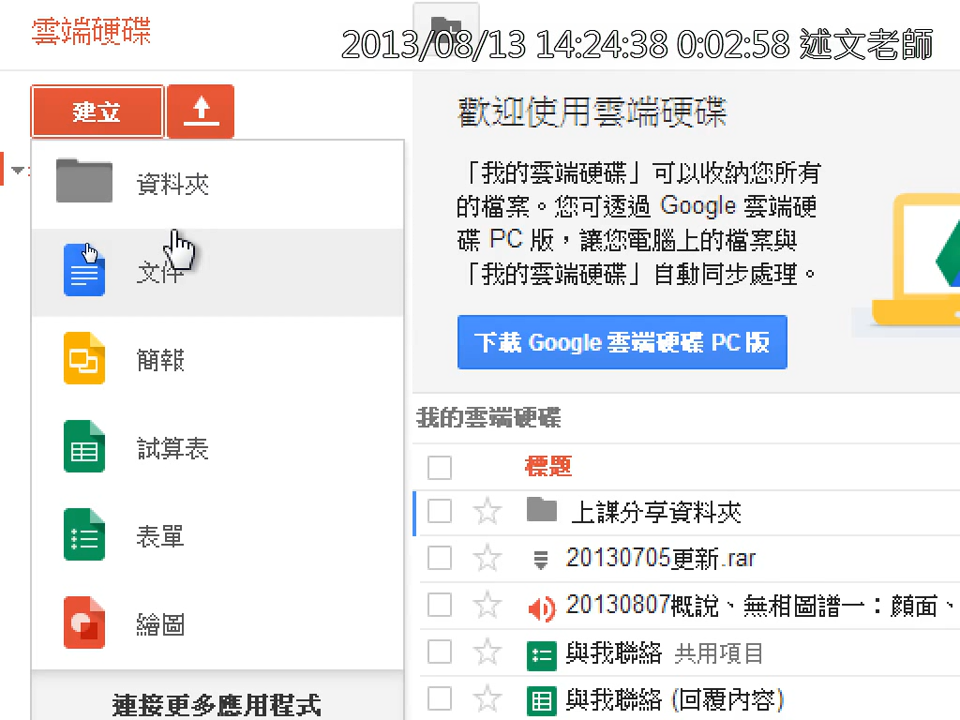 雲端硬碟
2013/08/13 14:24:38 0:02:58 述文老師
建立
資料夾
文件
簡報
試算表
表單
繪圖
連接更多應用程式
歡迎使用雲端硬碟
「我的雲端硬碟」可以收納您所有
的檔案。您可透過 Google 雲端硬
碟 PC 版，讓您電腦上的檔案與
「我的雲端硬碟」自動同步處理。
下載 Google 雲端硬碟 PC 版
我的雲端硬碟
標題
上課分享資料夾
20130705更新.rar
20130807概說、無相圖譜一：顏面、
與我聯絡 共用項目
與我聯絡 (回覆內容)